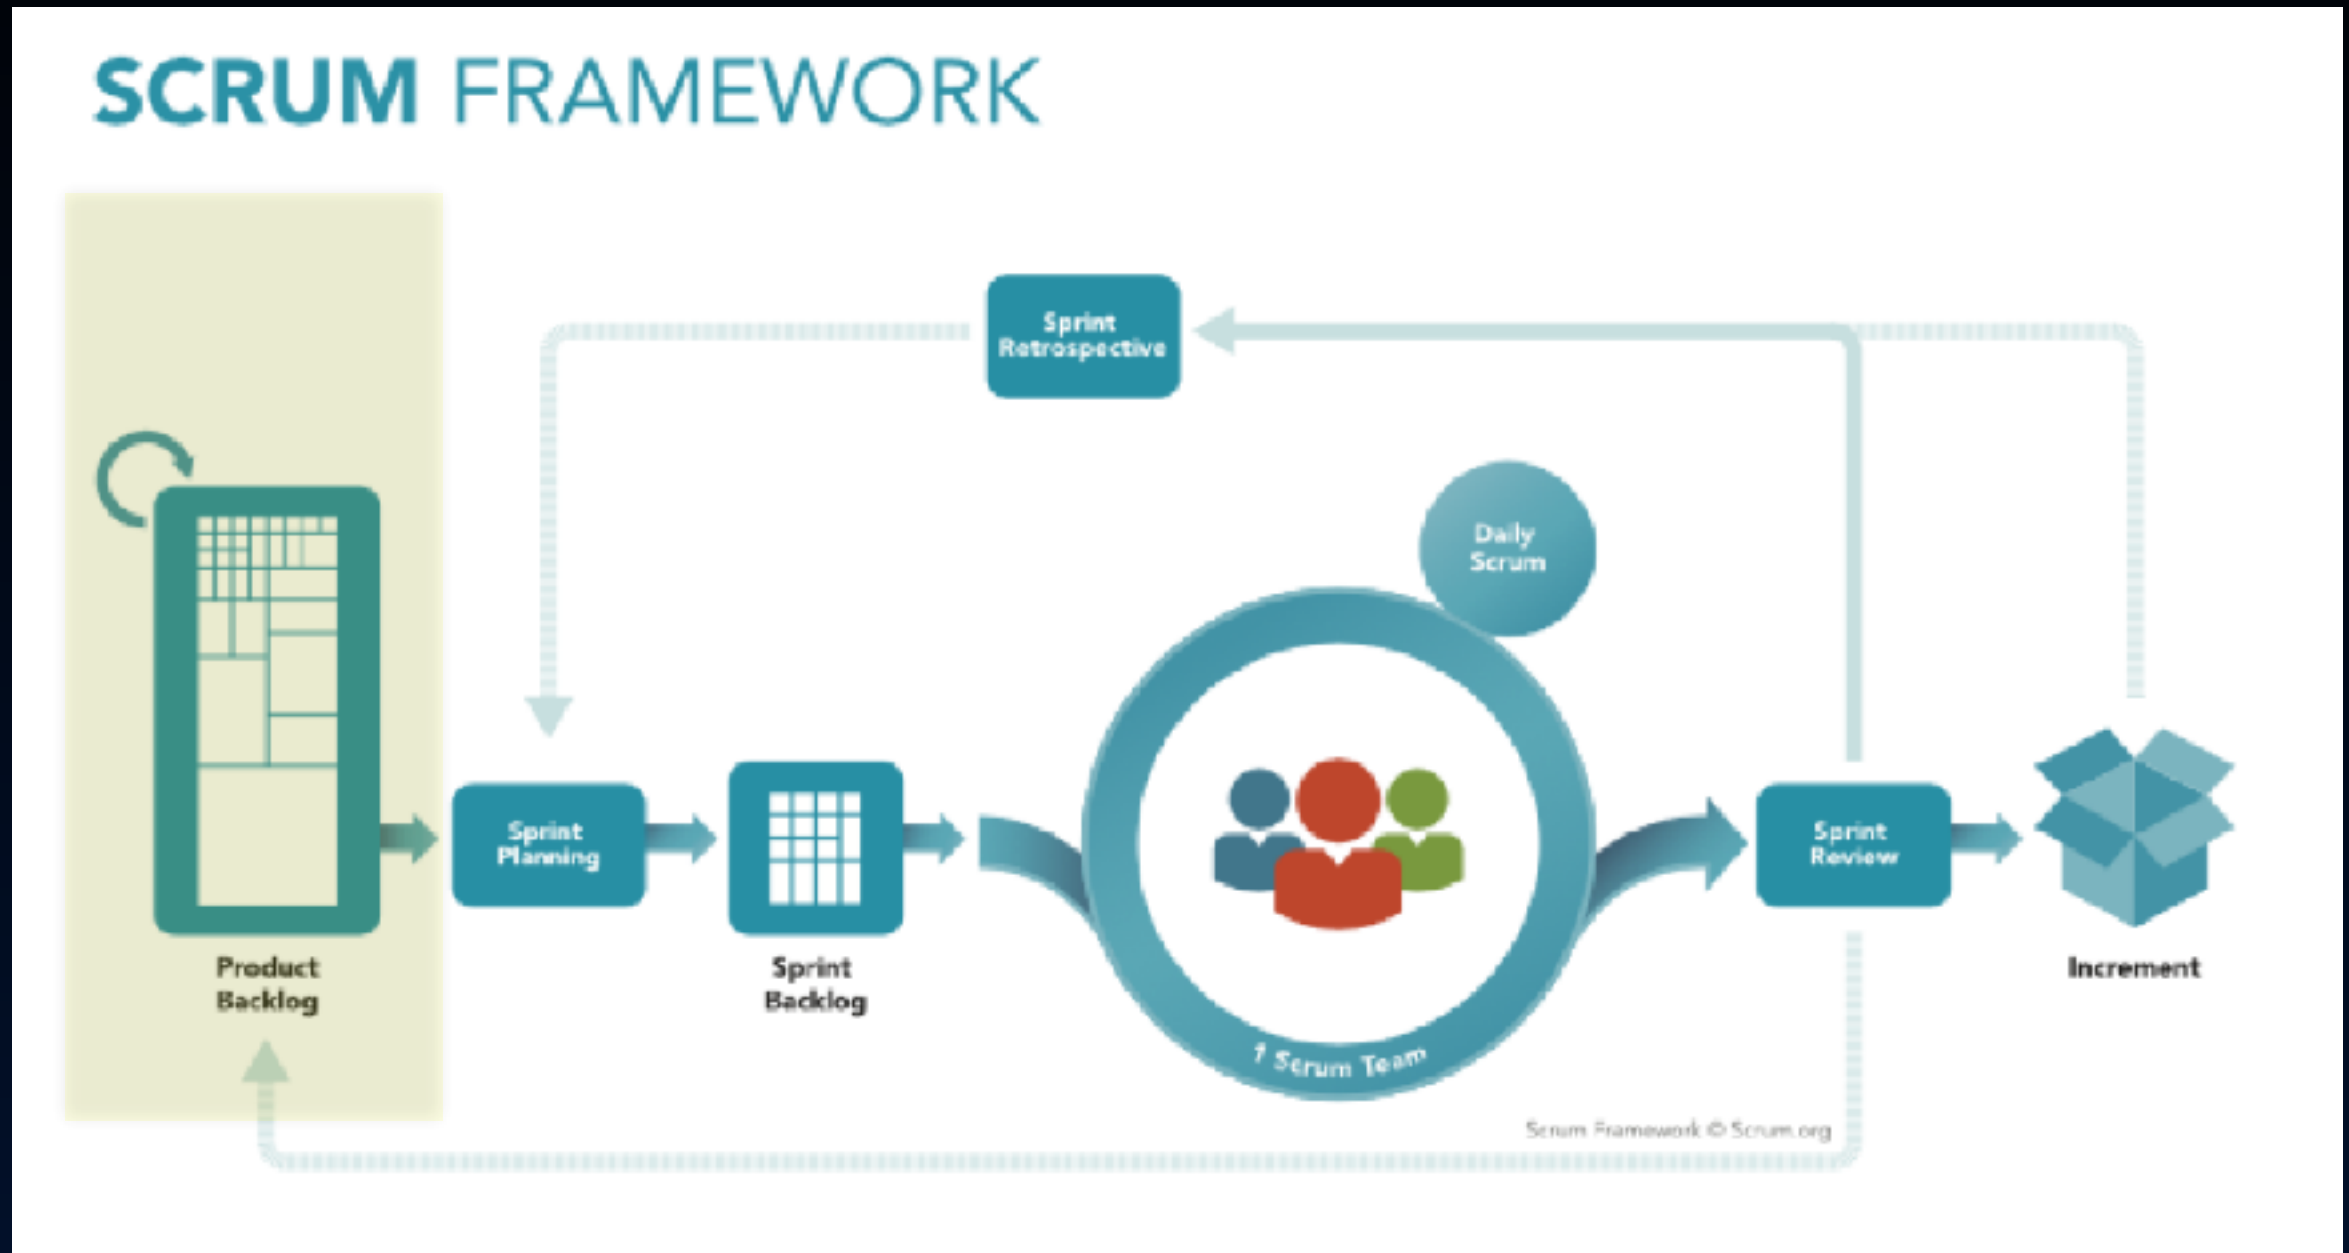 SCRUM FRAMEWORK
Sprint
Retrospective
Daily
Scrum
Sprint
Planning
Sprint
Review
Product
Backlog
Sprint
Backlog
Increment
1 Scrum Team
Scrum Framework © Scrum.org